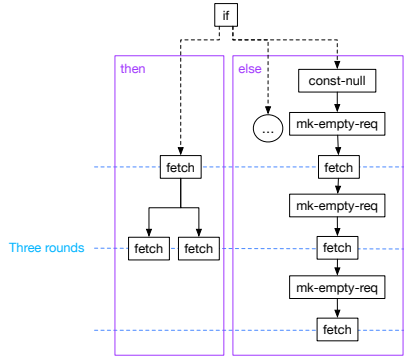 if
then
else
const-null
...
mk-empty-req
fetch
fetch
mk-empty-req
Three rounds
fetch
fetch
fetch
mk-empty-req
fetch